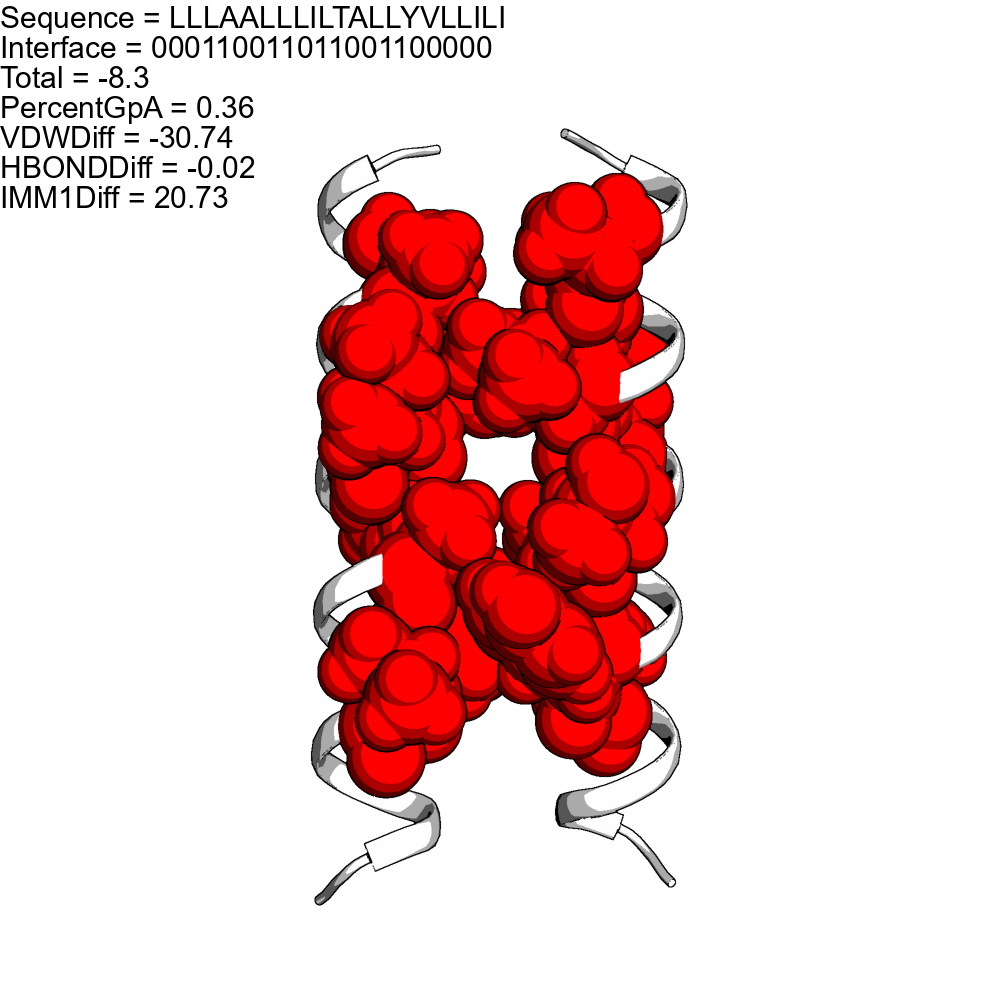 Sequence = LLLAALLLILTALLYVLLILI
Interface = 000110011011001100000
Total = -8.3
PercentGpA = 0.36
VDWDiff = -30.74
HBONDDiff = -0.02
IMM1Diff = 20.73